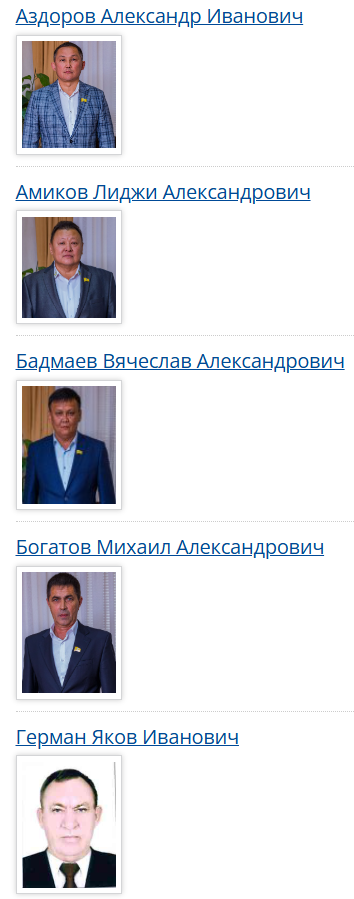 Аздоров Александр Иванович
Амиков Лиджи Александрович
Бадмаев Вячеслав Александрович
Богатов Михаил Александрович
Герман Яков Иванович